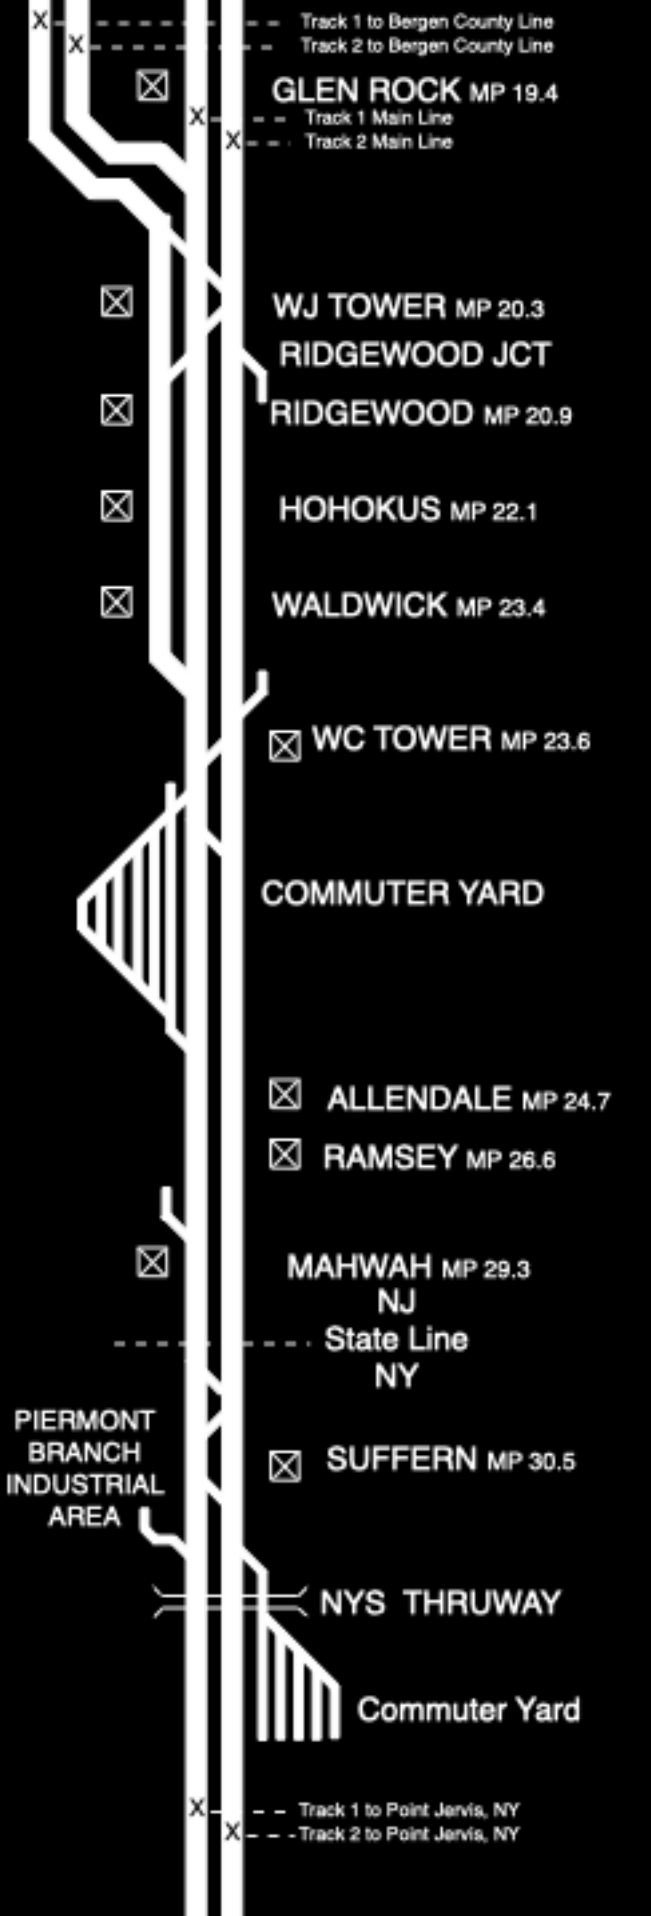 X Track 1 to Bergen County Line
X Track 2 to Bergen County Line
GLEN ROCK MP 19.4
X Track 1 Main Line
X Track 2 Main Line
WJ TOWER MP 20.3
RIDGEWOOD JCT
RIDGEWOOD MP 20.9
HOHOKUS MP 22.1
WALDWICK MP 23.4
WC TOWER MP 23.6
COMMUTER YARD
ALLENDALE MP 24.7
RAMSEY MP 26.6
MAHWAH MP 29.3
NJ
State Line
NY
PIERMONT
BRANCH
INDUSTRIAL
AREA
SUFFERN MP 30.5
NYS THRUWAY
Commuter Yard
X Track 1 to Point Jervis, NY
X Track 2 to Point Jervis, NY